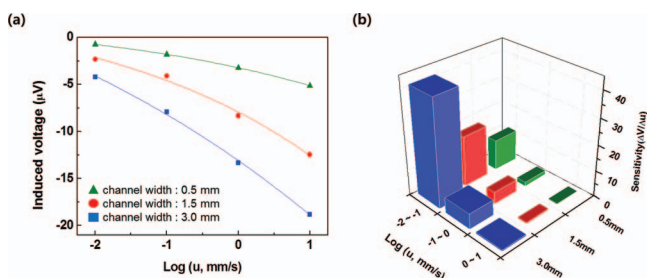 (a)
0
-5
-10
-15
-20
Induced voltage (μV)
channel width : 0.5 mm
channel width : 1.5 mm
channel width : 3.0 mm
-2
-1
0
1
Log (u, mm/s)
(b)
40
30
20
10
0
Sensitivity(ΔV/Δu)
-2 ~ -1
-1 ~ 0
0 ~ 1
Log (u, mm/s)
0.5mm
1.5mm
3.0mm